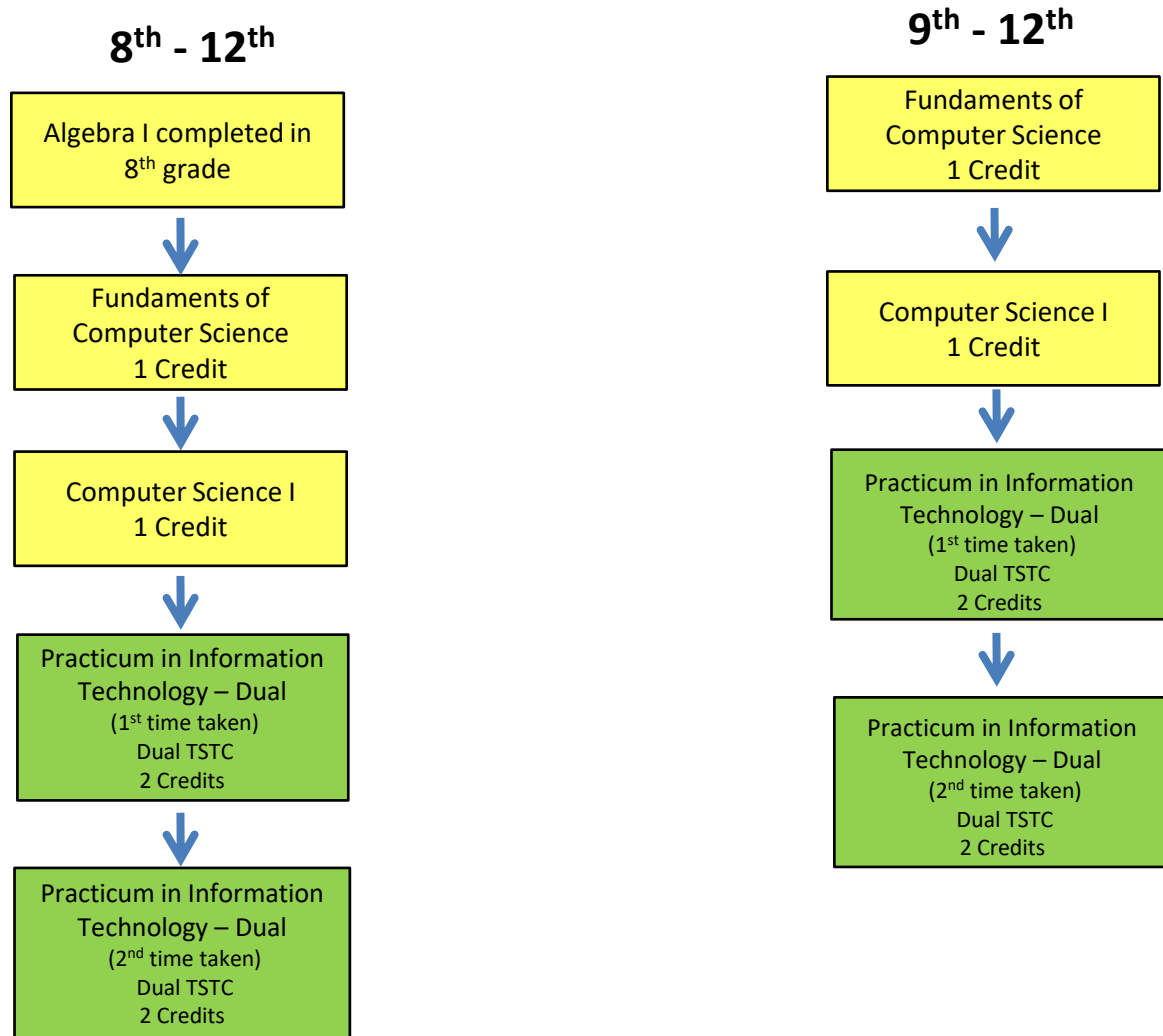 8th - 12th
Algebra I completed in
8th grade
Fundaments of
Computer Science
1 Credit
Computer Science I
1 Credit
Practicum in Information
Technology – Dual
(1st time taken)
Dual TSTC
2 Credits
Practicum in Information
Technology – Dual
(2nd time taken)
Dual TSTC
2 Credits
9th - 12th
Fundaments of
Computer Science
1 Credit
Computer Science I
1 Credit
Practicum in Information
Technology – Dual
(1st time taken)
Dual TSTC
2 Credits
Practicum in Information
Technology – Dual
(2nd time taken)
Dual TSTC
2 Credits